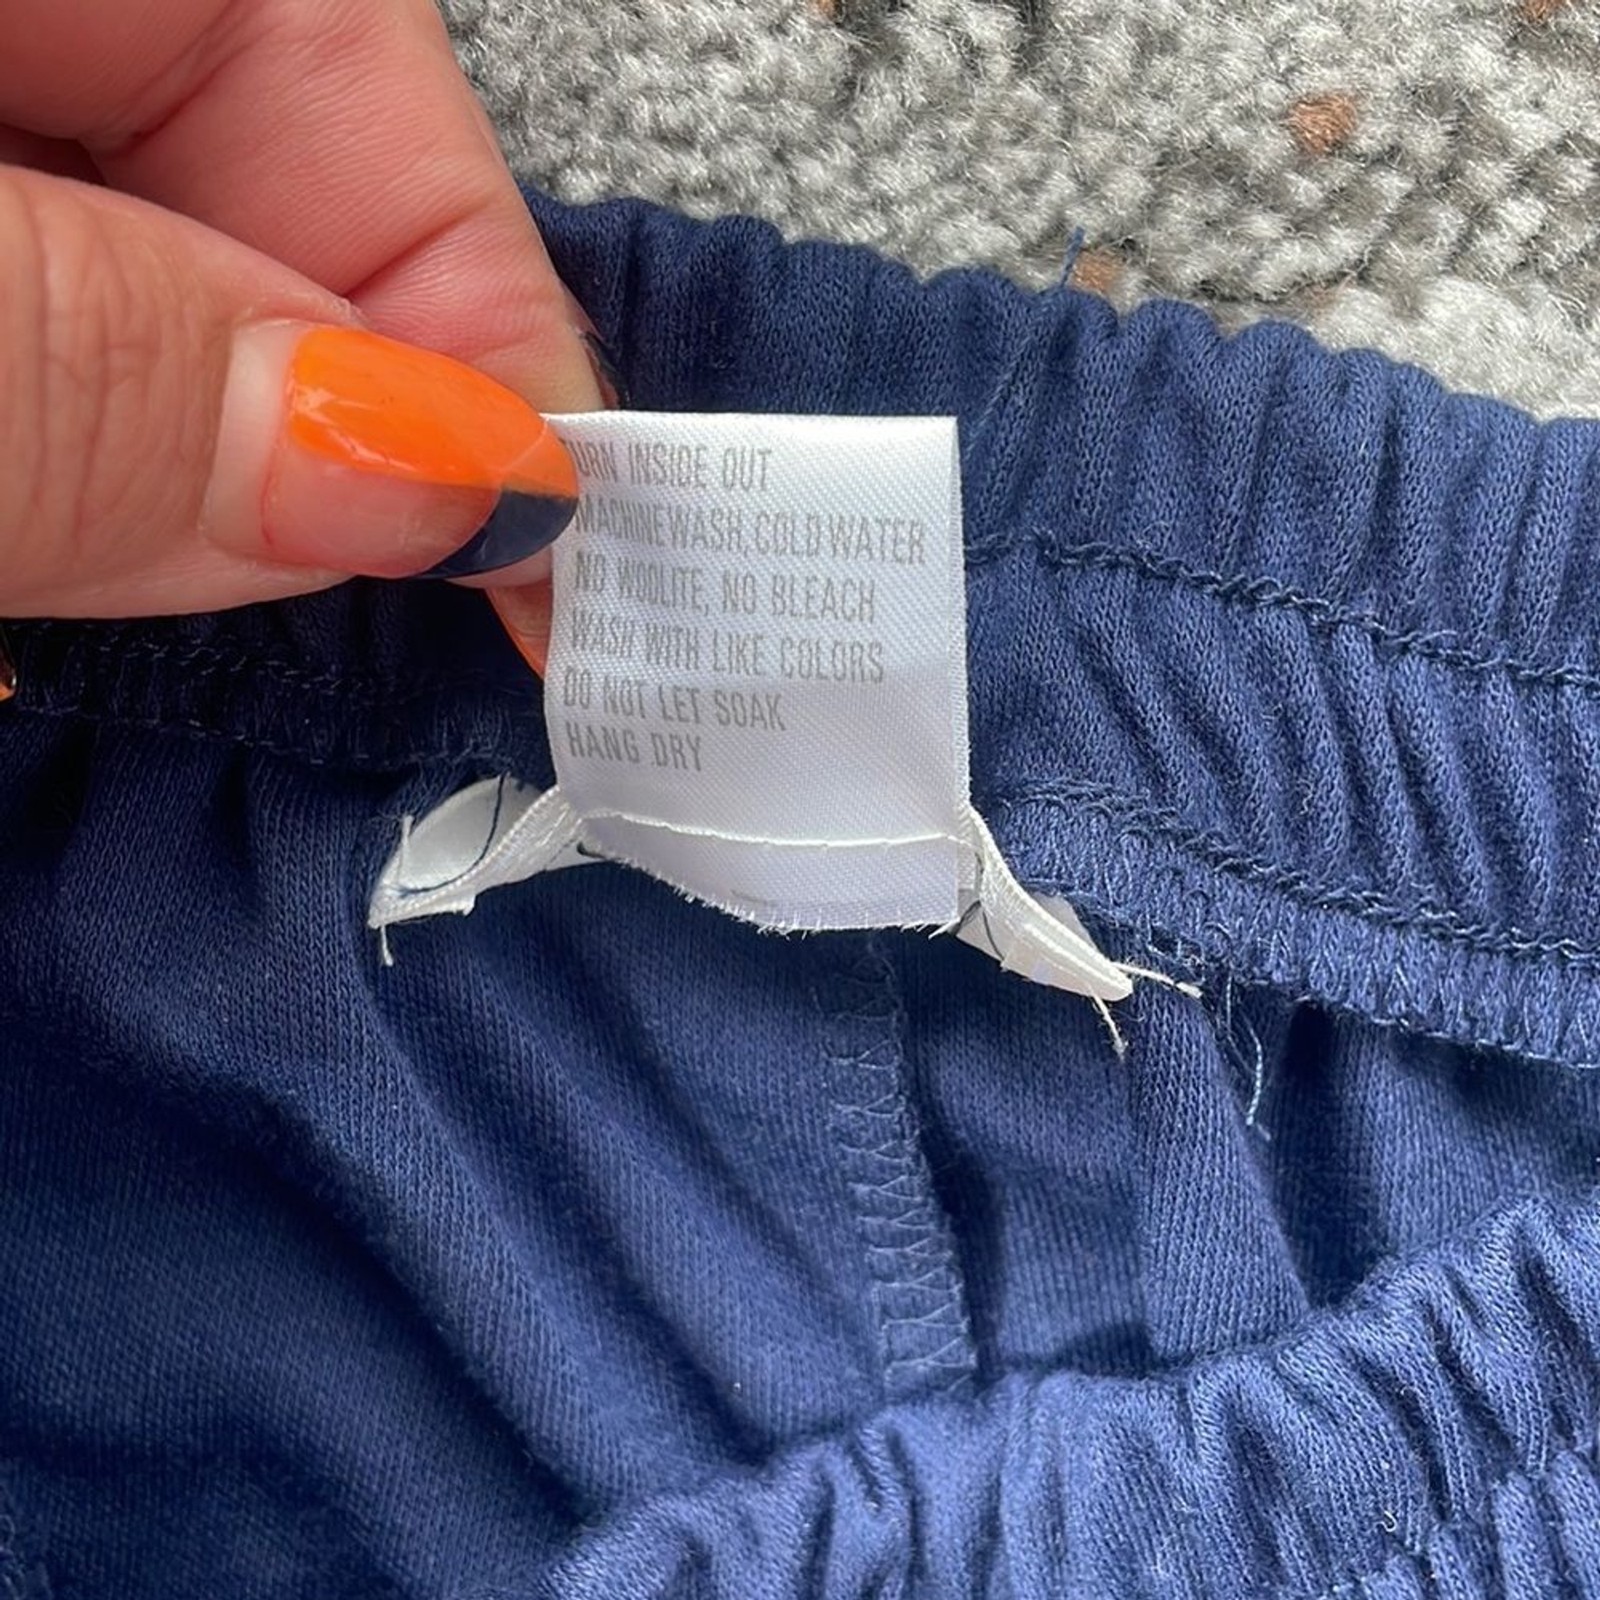 TURN INSIDE OUT
MACHINE WASH, COLD WATER
NO WOOLITE, NO BLEACH
WASH WITH LIKE COLORS
DO NOT LET SOAK
HANG DRY